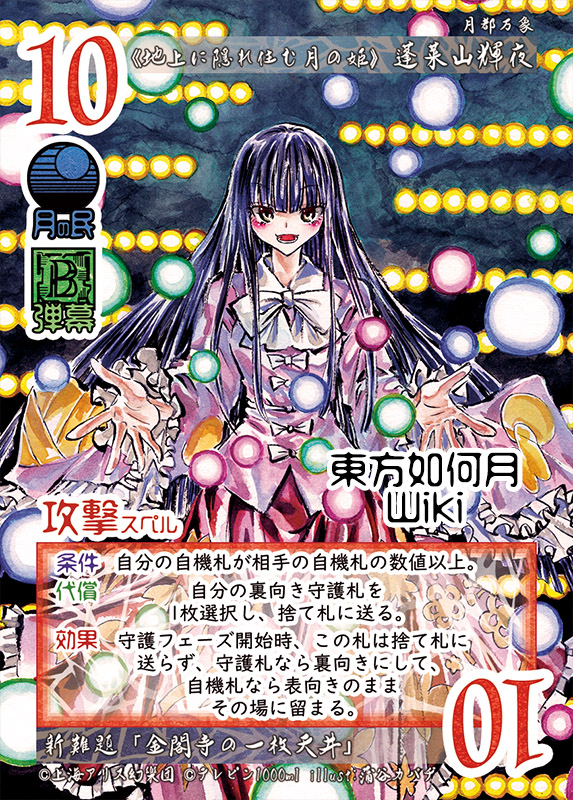 月都万象
10
《地上に隠れ住む月の姫》 蓬莱山輝夜
月の民
B
弾幕
東方如何月
Wiki
攻撃スペル
条件 自分の自機札が相手の自機札の数値以上。
代償 自分の裏向き守護札を
1枚選択し、捨て札に送る。
効果 守護フェーズ開始時、この札は捨て札に
送らず、守護札なら裏向きにして、
自機札なら表向きのまま
その場に留まる。
10
新難題「金閣寺の一枚天井」
©上海アリス幻樂団 ©テレピン1000ml illust:蒲谷カバヂ